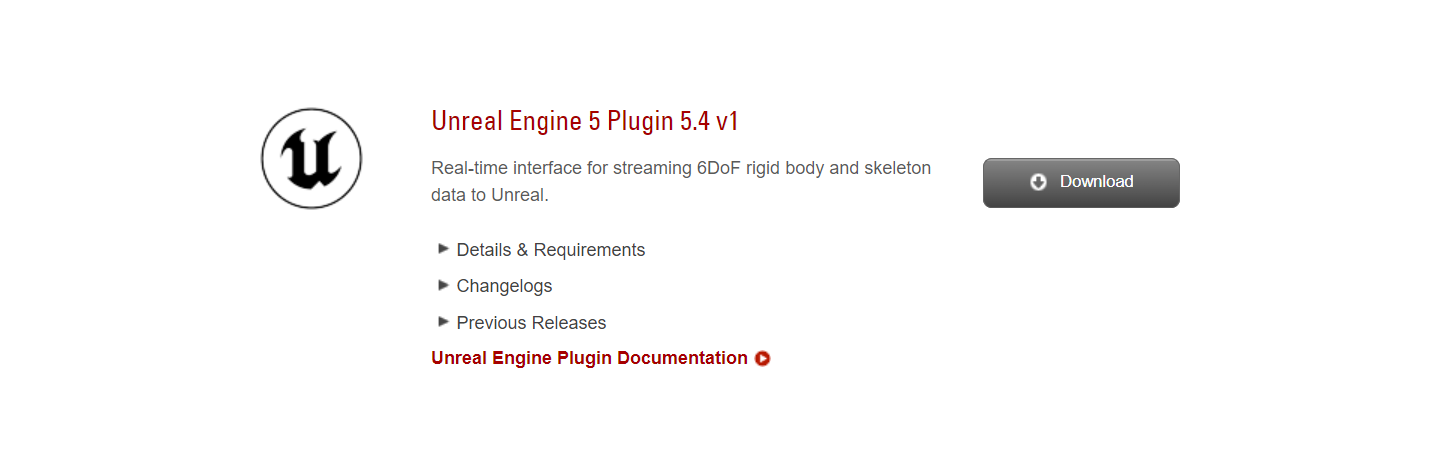 Unreal Engine 5 Plugin 5.4 v1
Real-time interface for streaming 6DoF rigid body and skeleton
data to Unreal.
Download
Details & Requirements
Changelogs
Previous Releases
Unreal Engine Plugin Documentation